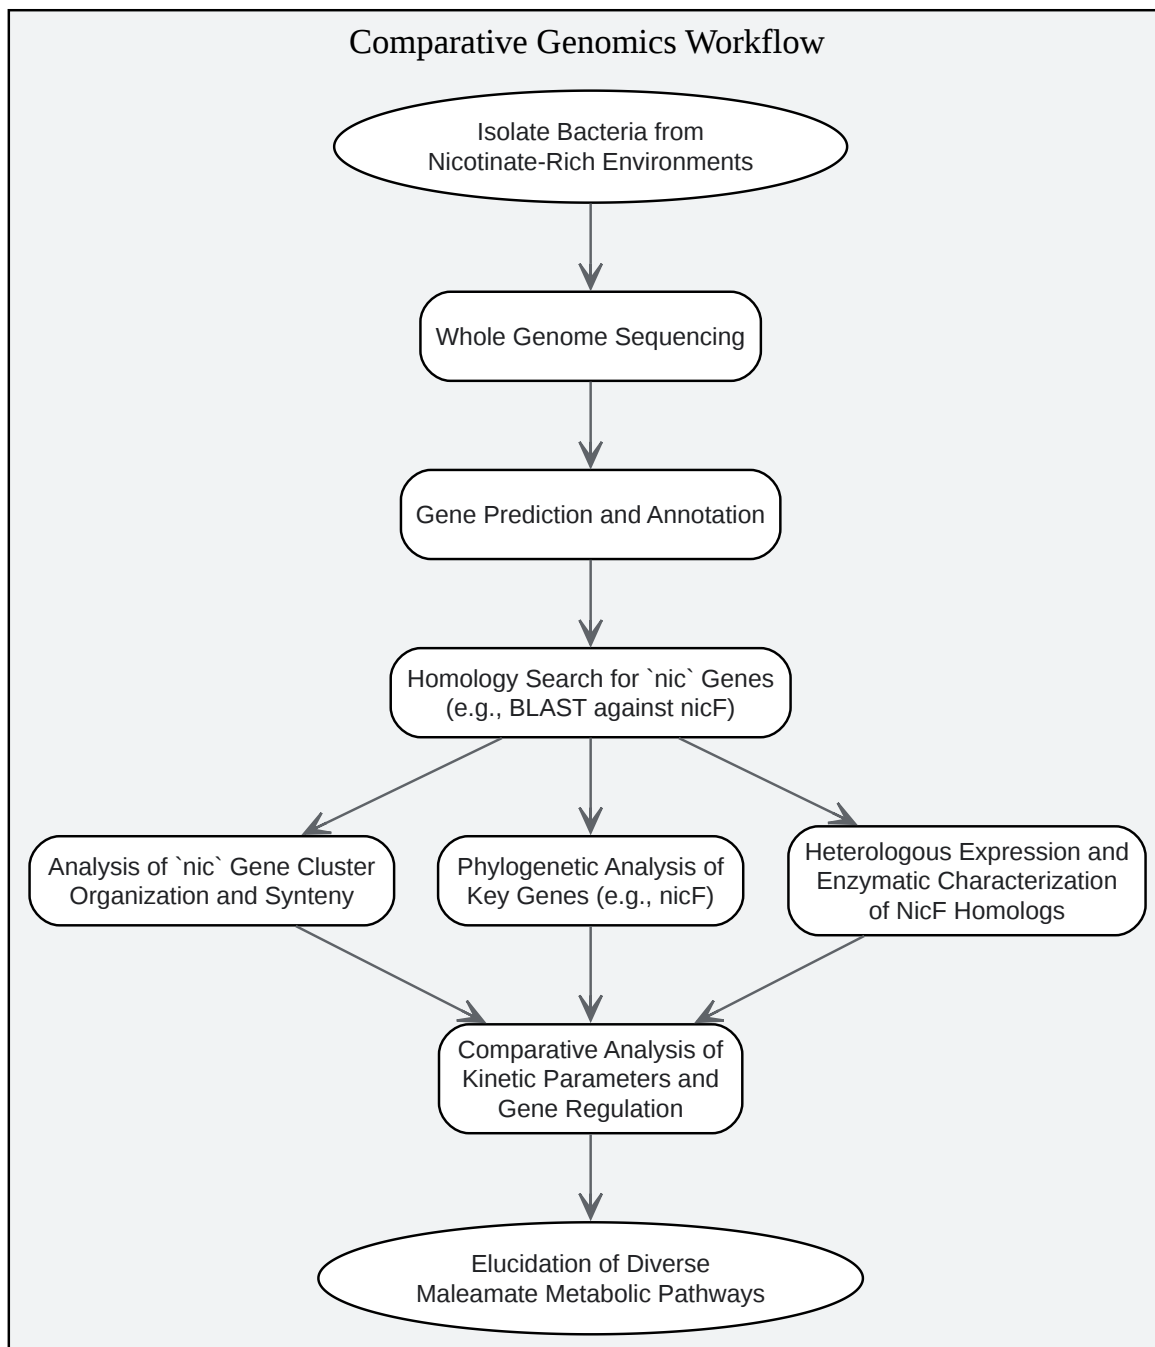 Comparative Genomics Workflow
Isolate Bacteria from
Nicotinate-Rich Environments
Whole Genome Sequencing
Gene Prediction and Annotation
Homology Search for `nic` Genes
(e.g., BLAST against nicF)
Analysis of `nic` Gene Cluster
Organization and Synteny
Phylogenetic Analysis of
Key Genes (e.g., nicF)
Heterologous Expression and
Enzymatic Characterization
of NicF Homologs
Comparative Analysis of
Kinetic Parameters and
Gene Regulation
Elucidation of Diverse
Maleamate Metabolic Pathways